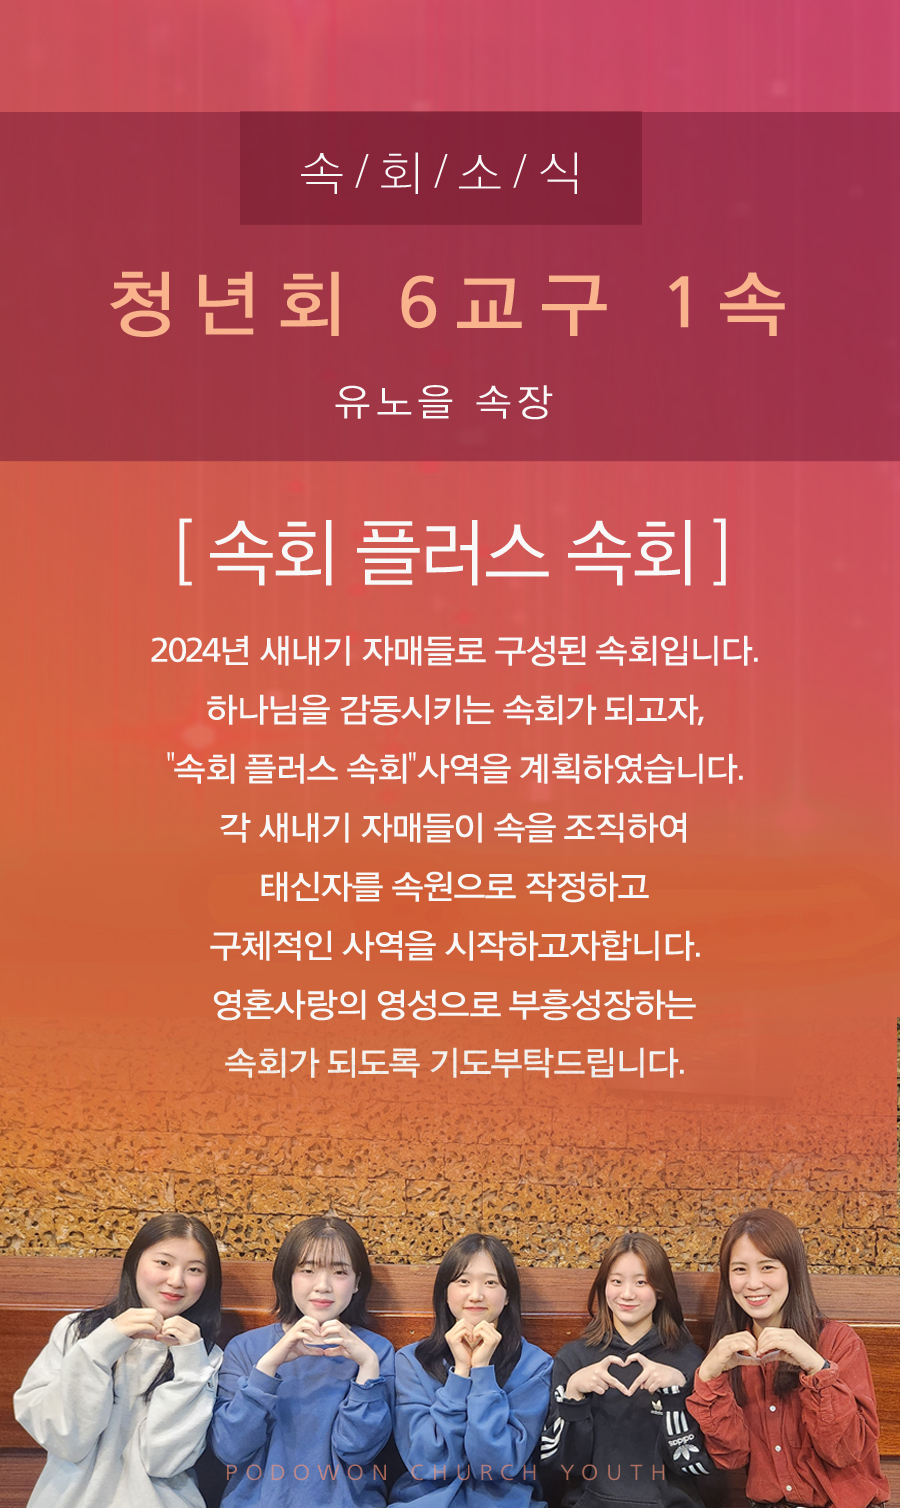 속/회/소/식
청년회 6교구 1속
유노을 속장
[ 속회 플러스 속회 ]
2024년 새내기 자매들로 구성된 속회입니다.
하나님을 감동시키는 속회가 되고자,
"속회 플러스 속회"사역을 계획하였습니다.
각 새내기 자매들이 속을 조직하여
태신자를 속원으로 작정하고
구체적인 사역을 시작하고자합니다.
영혼사랑의 영성으로 부흥성장하는
속회가 되도록 기도부탁드립니다.
adidas
adidas
PODOWON CHURCH YOUTH